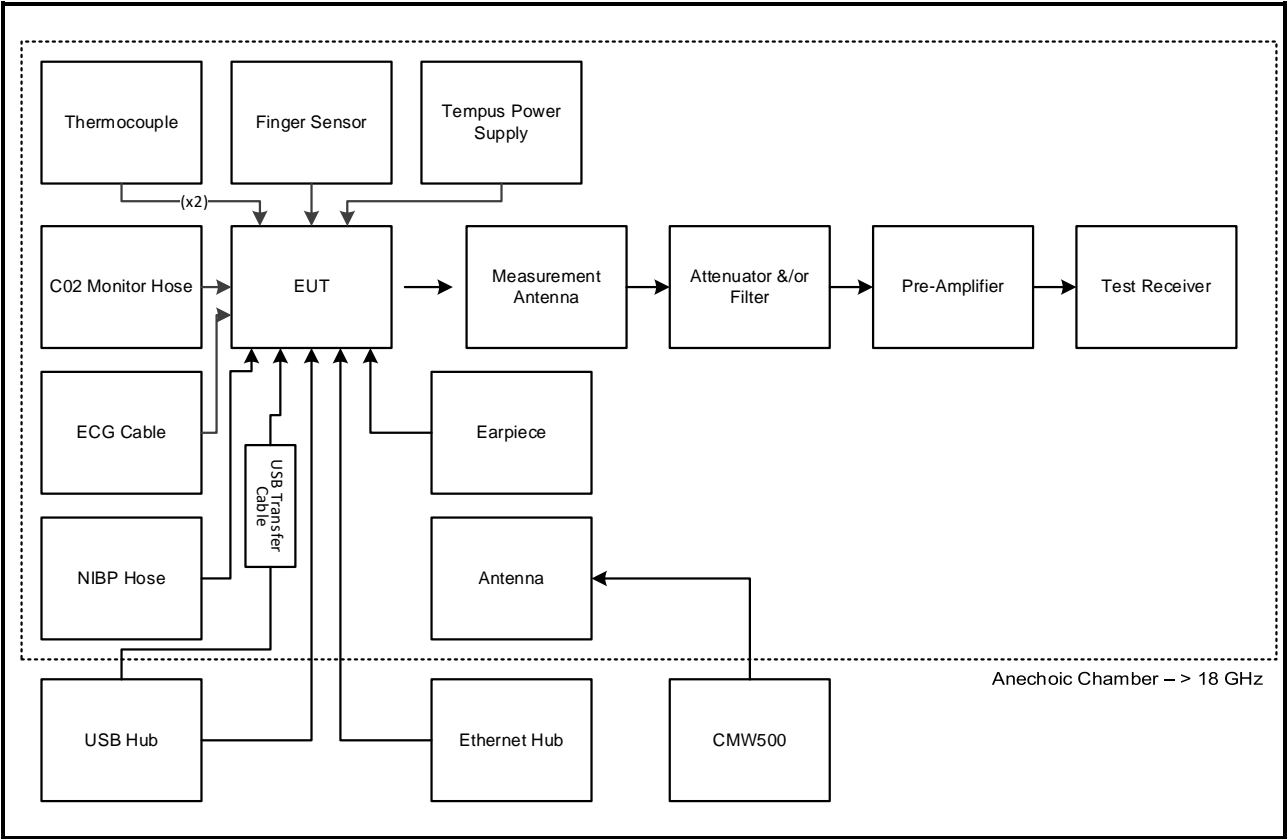 Thermocouple
Finger Sensor
Tempus Power
Supply
(x2)
C02 Monitor Hose
EUT
Measurement
Antenna
Attenuator &/or
Filter
Pre-Amplifier
Test Receiver
ECG Cable
USB Transfer
Cable
Earpiece
NIBP Hose
Antenna
Anechoic Chamber – > 18 GHz
USB Hub
Ethernet Hub
CMW500